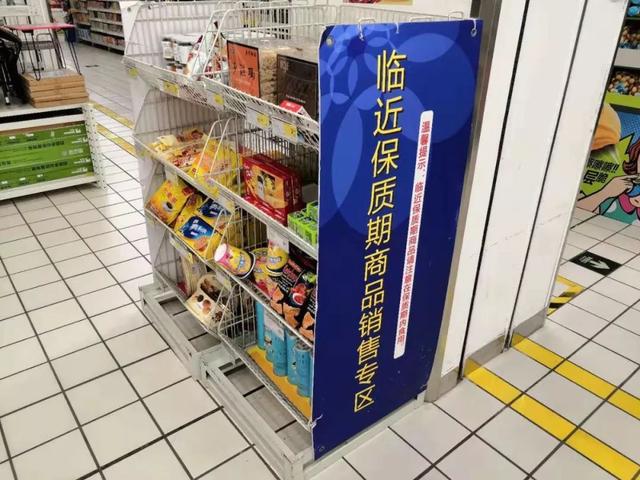 临近保质期商品销售专区
温馨提示：临近保质期商品请注意在保质期内食用。